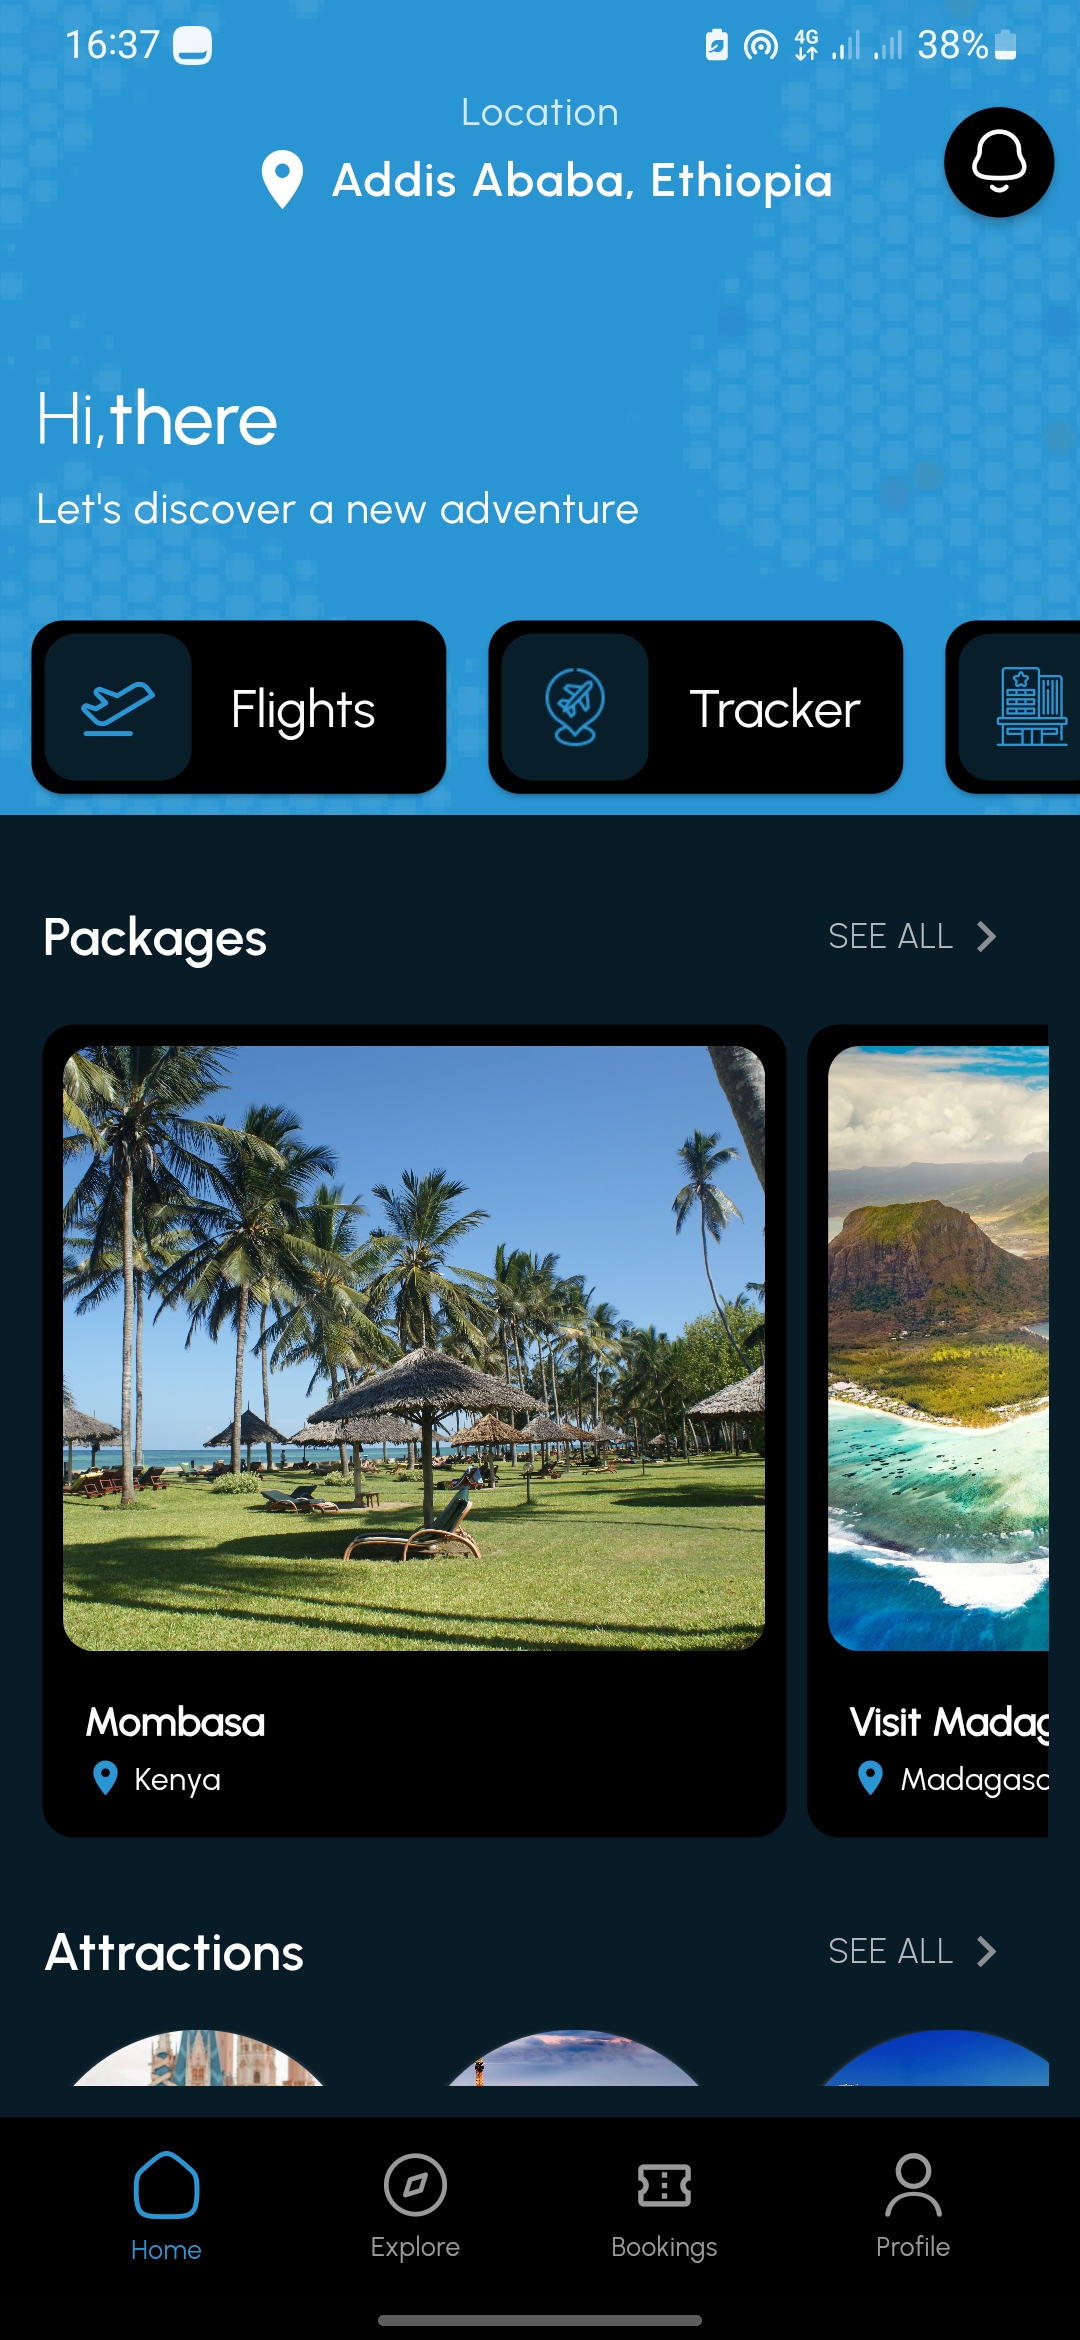 16:37
4G
38%
Location
Addis Ababa, Ethiopia
Hi,there
Let's discover a new adventure
Flights
Tracker
Packages
SEE ALL
Mombasa
Kenya
Visit Madag
Madagasc
Attractions
SEE ALL
Home
Explore
Bookings
Profile